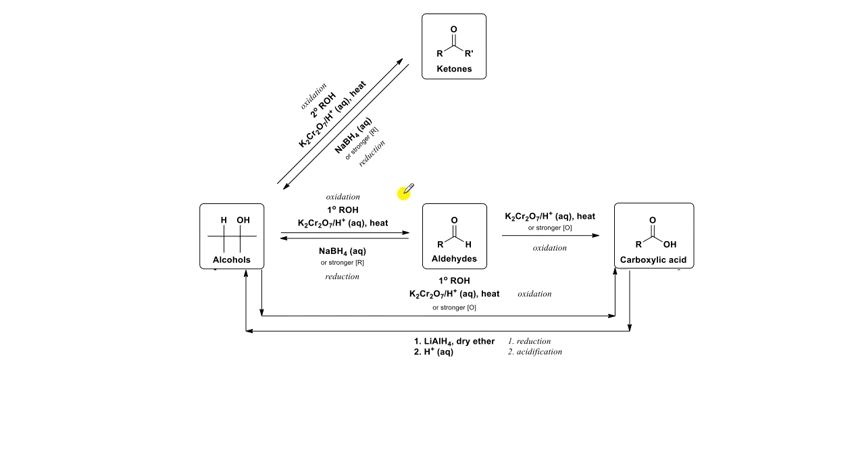 O
R R'
Ketones
oxidation
2° ROH
K₂Cr₂O₇/H⁺ (aq), heat
NaBH₄ (aq)
or stronger [R]
reduction
H OH
Alcohols
oxidation
1° ROH
K₂Cr₂O₇/H⁺ (aq), heat
NaBH₄ (aq)
or stronger [R]
reduction
O
R H
Aldehydes
K₂Cr₂O₇/H⁺ (aq), heat
or stronger [O]
oxidation
O
R OH
Carboxylic acid
1° ROH
K₂Cr₂O₇/H⁺ (aq), heat oxidation
or stronger [O]
1. LiAlH₄, dry ether 1. reduction
2. H⁺ (aq) 2. acidification